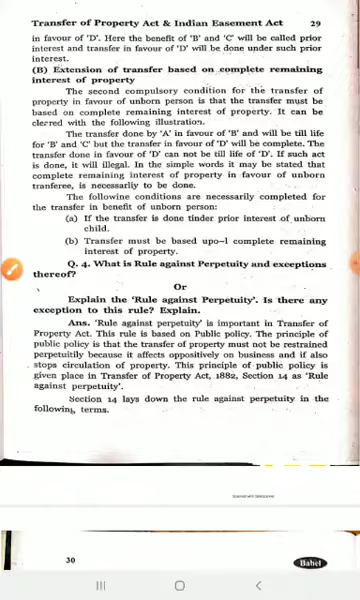 Transfer of Property Act & Indian Easement Act 29
in favour of 'D'. Here the benefit of 'B' and 'C' will be called prior
interest and transfer in favour of 'D' will be done under such prior
interest.
(B) Extension of transfer based on complete remaining
interest of property
The second compulsory condition for the transfer of
property in favour of unborn person is that the transfer must be
based on complete remaining interest of property. It can be
clerred with the following illustration.
The transfer done by 'A' in favour of 'B' and will be till life
for 'B' and 'C' but the transfer in favour of 'D' will be complete. The
transfer done in favour of 'D' can not be till life of 'D'. If such act
is done, it will illegal. In the simple words it may be stated that
complete remaining interest of property in favour of unborn
tranferee, is necessarliy to be done.
The followine conditions are necessarily completed for
the transfer in benefit of unborn person:
(a) If the transfer is done tinder prior interest of unborn
child.
(b) Transfer must be based upo-l complete remaining
interest of property.
Q. 4. What is Rule against Perpetuity and exceptions
thereof?
Or
Explain the 'Rule against Perpetuity'. Is there any
exception to this rule? Explain.
Ans. 'Rule against perpetuity' is important in Transfer of
Property Act. This rule is based on Public policy. The principle of
public policy is that the transfer of property must not be restrained
perpetuitily because it affects oppositively on business and if also
stops circulation of property. This principle of public policy is
given place in Transfer of Property Act, 1882, Section 14 as 'Rule
against perpetuity'.
Section 14 lays down the rule against perpetuity in the
following terms.
Scanned with CamScanner
30 Babel